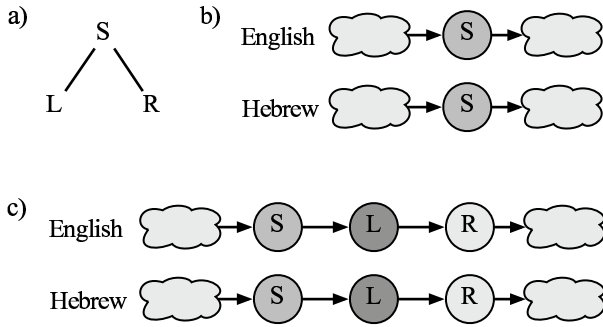 a)
S
L R
b)
English S
Hebrew S
c)
English S L R
Hebrew S L R